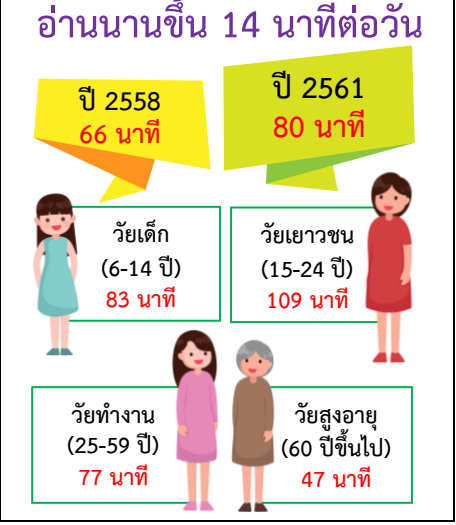 อ่านนานขึ้น 14 นาทีต่อวัน
ปี 2558
66 นาที
ปี 2561
80 นาที
วัยเด็ก
(6-14 ปี)
83 นาที
วัยเยาวชน
(15-24 ปี)
109 นาที
วัยทำงาน
(25-59 ปี)
77 นาที
วัยสูงอายุ
(60 ปีขึ้นไป)
47 นาที